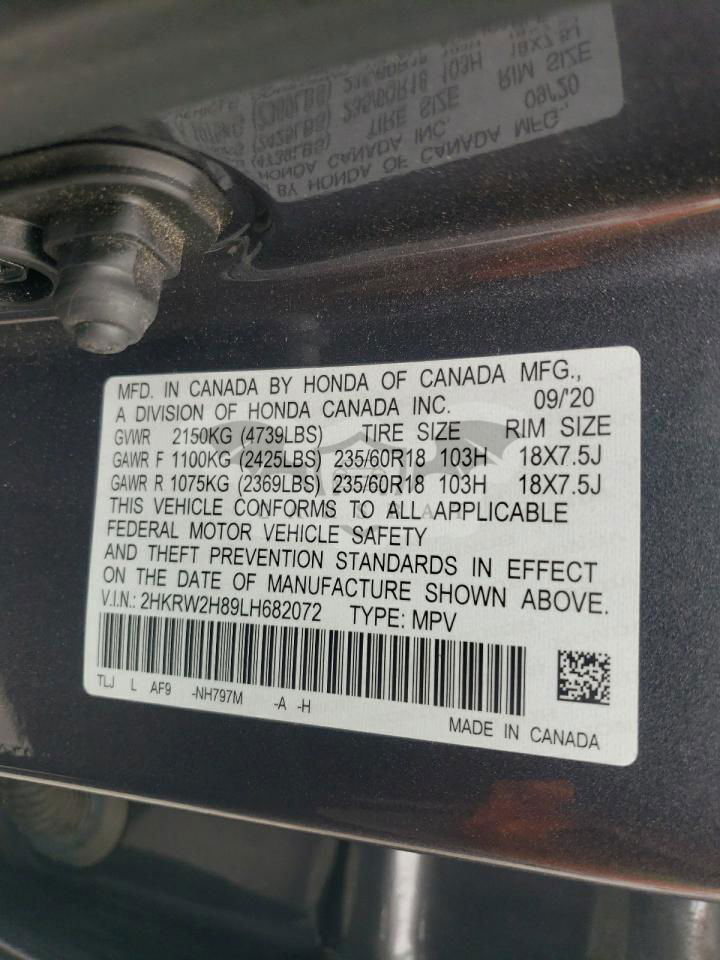 MFD. IN CANADA BY HONDA OF CANADA MFG.,
A DIVISION OF HONDA CANADA INC. 09/'20
GVWR 2150KG (4739LBS) TIRE SIZE RIM SIZE
GAWR F 1100KG (2425LBS) 235/60R18 103H 18X7.5J
GAWR R 1075KG (2369LBS) 235/60R18 103H 18X7.5J
THIS VEHICLE CONFORMS TO ALL APPLICABLE
FEDERAL MOTOR VEHICLE SAFETY
AND THEFT PREVENTION STANDARDS IN EFFECT
ON THE DATE OF MANUFACTURE SHOWN ABOVE.
V.I.N.: 2HKRW2H89LH682072 TYPE: MPV
TLJ L AF9 -NH797M -A -H
MADE IN CANADA